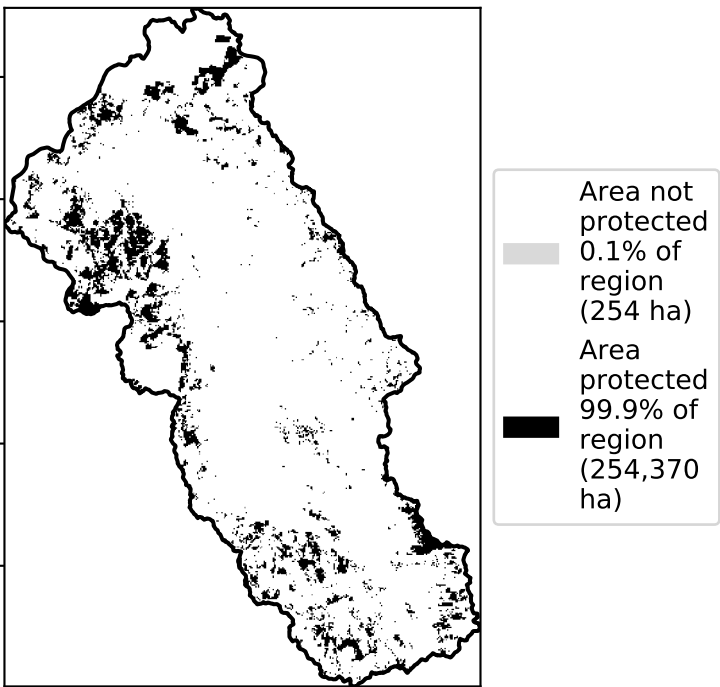 Area not
protected
0.1% of
region
(254 ha)
Area
protected
99.9% of
region
(254,370
ha)